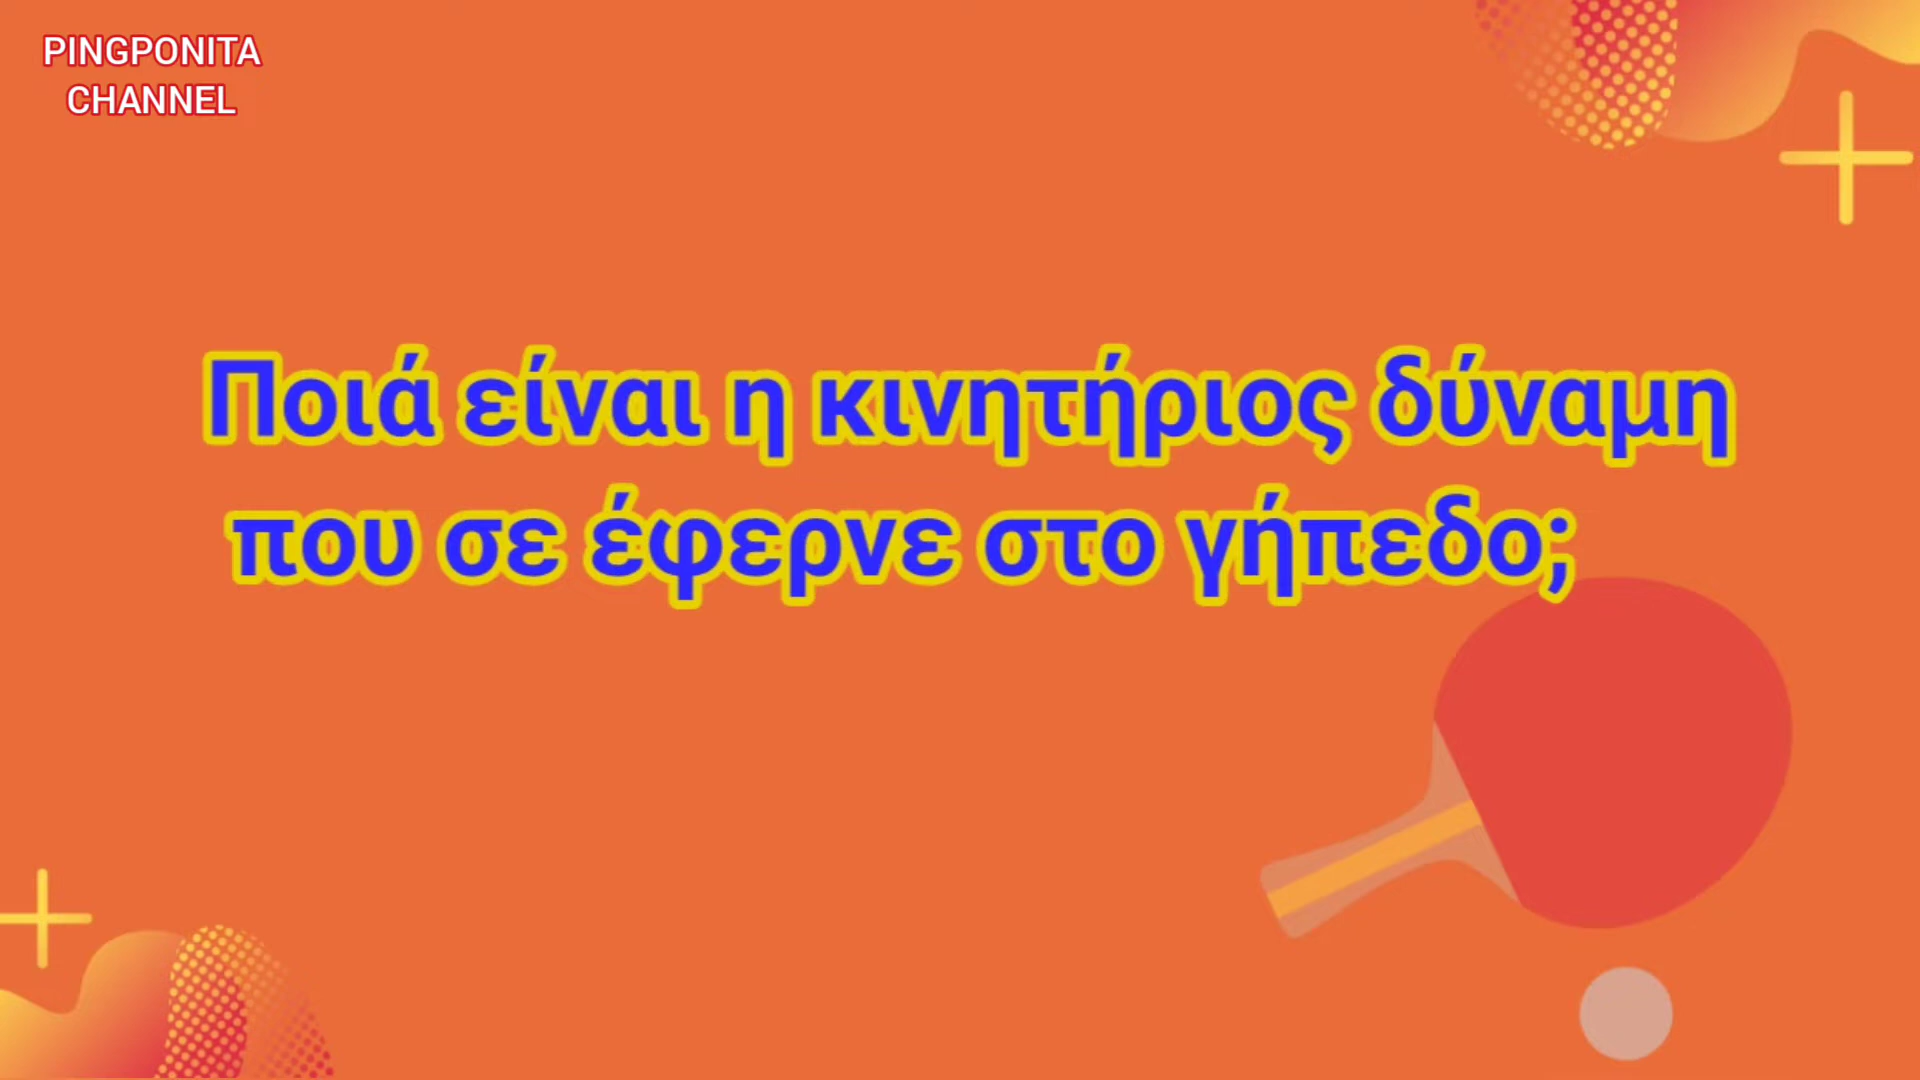 PINGPONITA
CHANNEL
Ποιά είναι η κινητήριος δύναμη
που σε έφερνε στο γήπεδο;